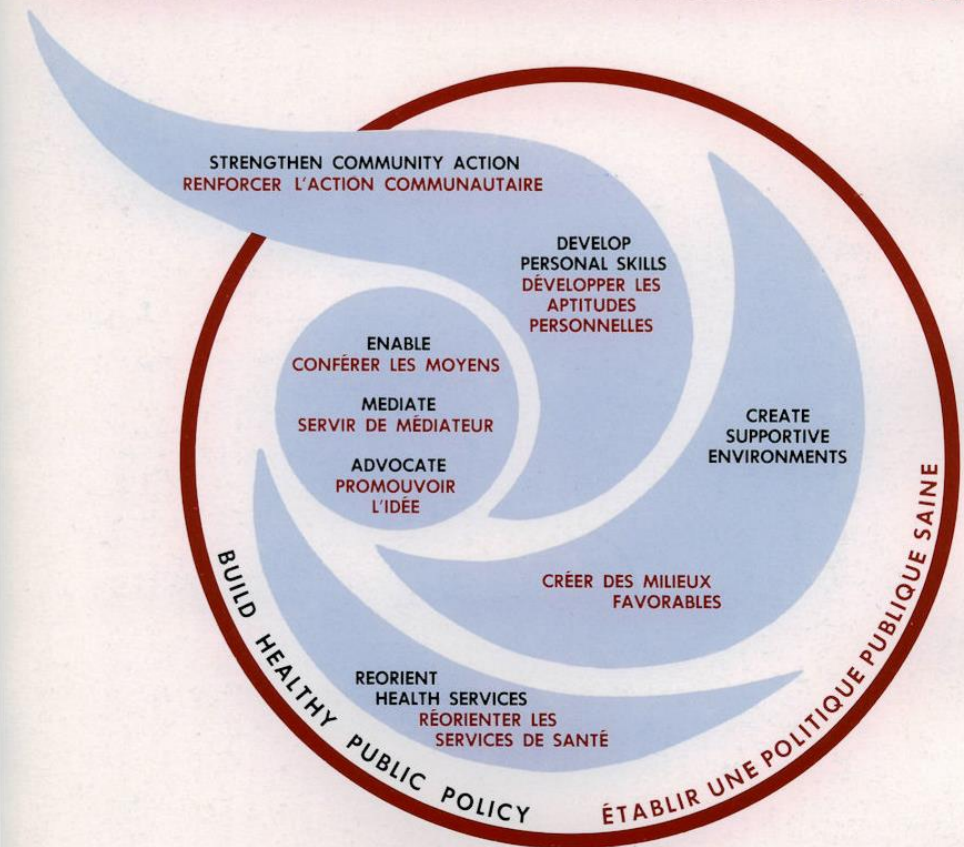 STRENGTHEN COMMUNITY ACTION
RENFORCER L'ACTION COMMUNAUTAIRE
DEVELOP
PERSONAL SKILLS
DÉVELOPPER LES
APTITUDES
PERSONNELLES
ENABLE
CONFÉRER LES MOYENS
MEDIATE
SERVIR DE MÉDIATEUR
ADVOCATE
PROMOUVOIR
L'IDÉE
CREATE
SUPPORTIVE
ENVIRONMENTS
CRÉER DES MILIEUX
FAVORABLES
REORIENT
HEALTH SERVICES
RÉORIENTER LES
SERVICES DE SANTÉ
BUILD HEALTHY PUBLIC POLICY
ÉTABLIR UNE POLITIQUE PUBLIQUE SAINE